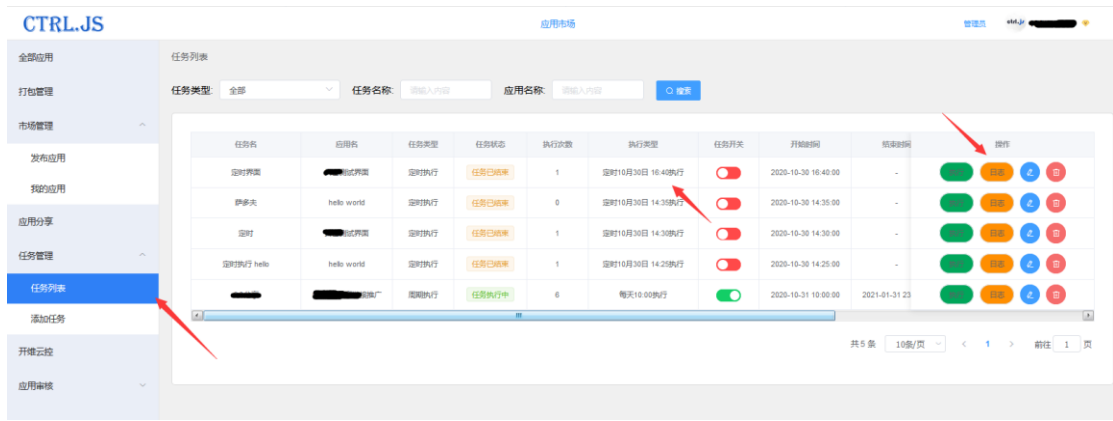 CTRL.JS
应用市场
管理员
全部应用
打包管理
市场管理
发布应用
我的应用
应用分享
任务管理
任务列表
添加任务
开维云控
应用审核
任务列表
任务类型: 全部 任务名称: 请输入内容 应用名称: 请输入内容 搜索
任务名 应用名 任务类型 任务状态 执行次数 执行类型 任务开关 开始时间 结束时间 操作
定时界面 测试界面 定时执行 任务已结束 1 定时10月30日 16:40执行 2020-10-30 16:40:00 - 日志
萨多夫 hello world 定时执行 任务已结束 0 定时10月30日 14:35执行 2020-10-30 14:35:00 - 日志
定时 测试界面 定时执行 任务已结束 1 定时10月30日 14:30执行 2020-10-30 14:30:00 - 日志
定时执行 hello hello world 定时执行 任务已结束 1 定时10月30日 14:25执行 2020-10-30 14:25:00 - 日志
推广 周期执行 任务执行中 6 每天10:00执行 2020-10-31 10:00:00 2021-01-31 23 日志
共 5 条 10条/页 < 1 > 前往 1 页